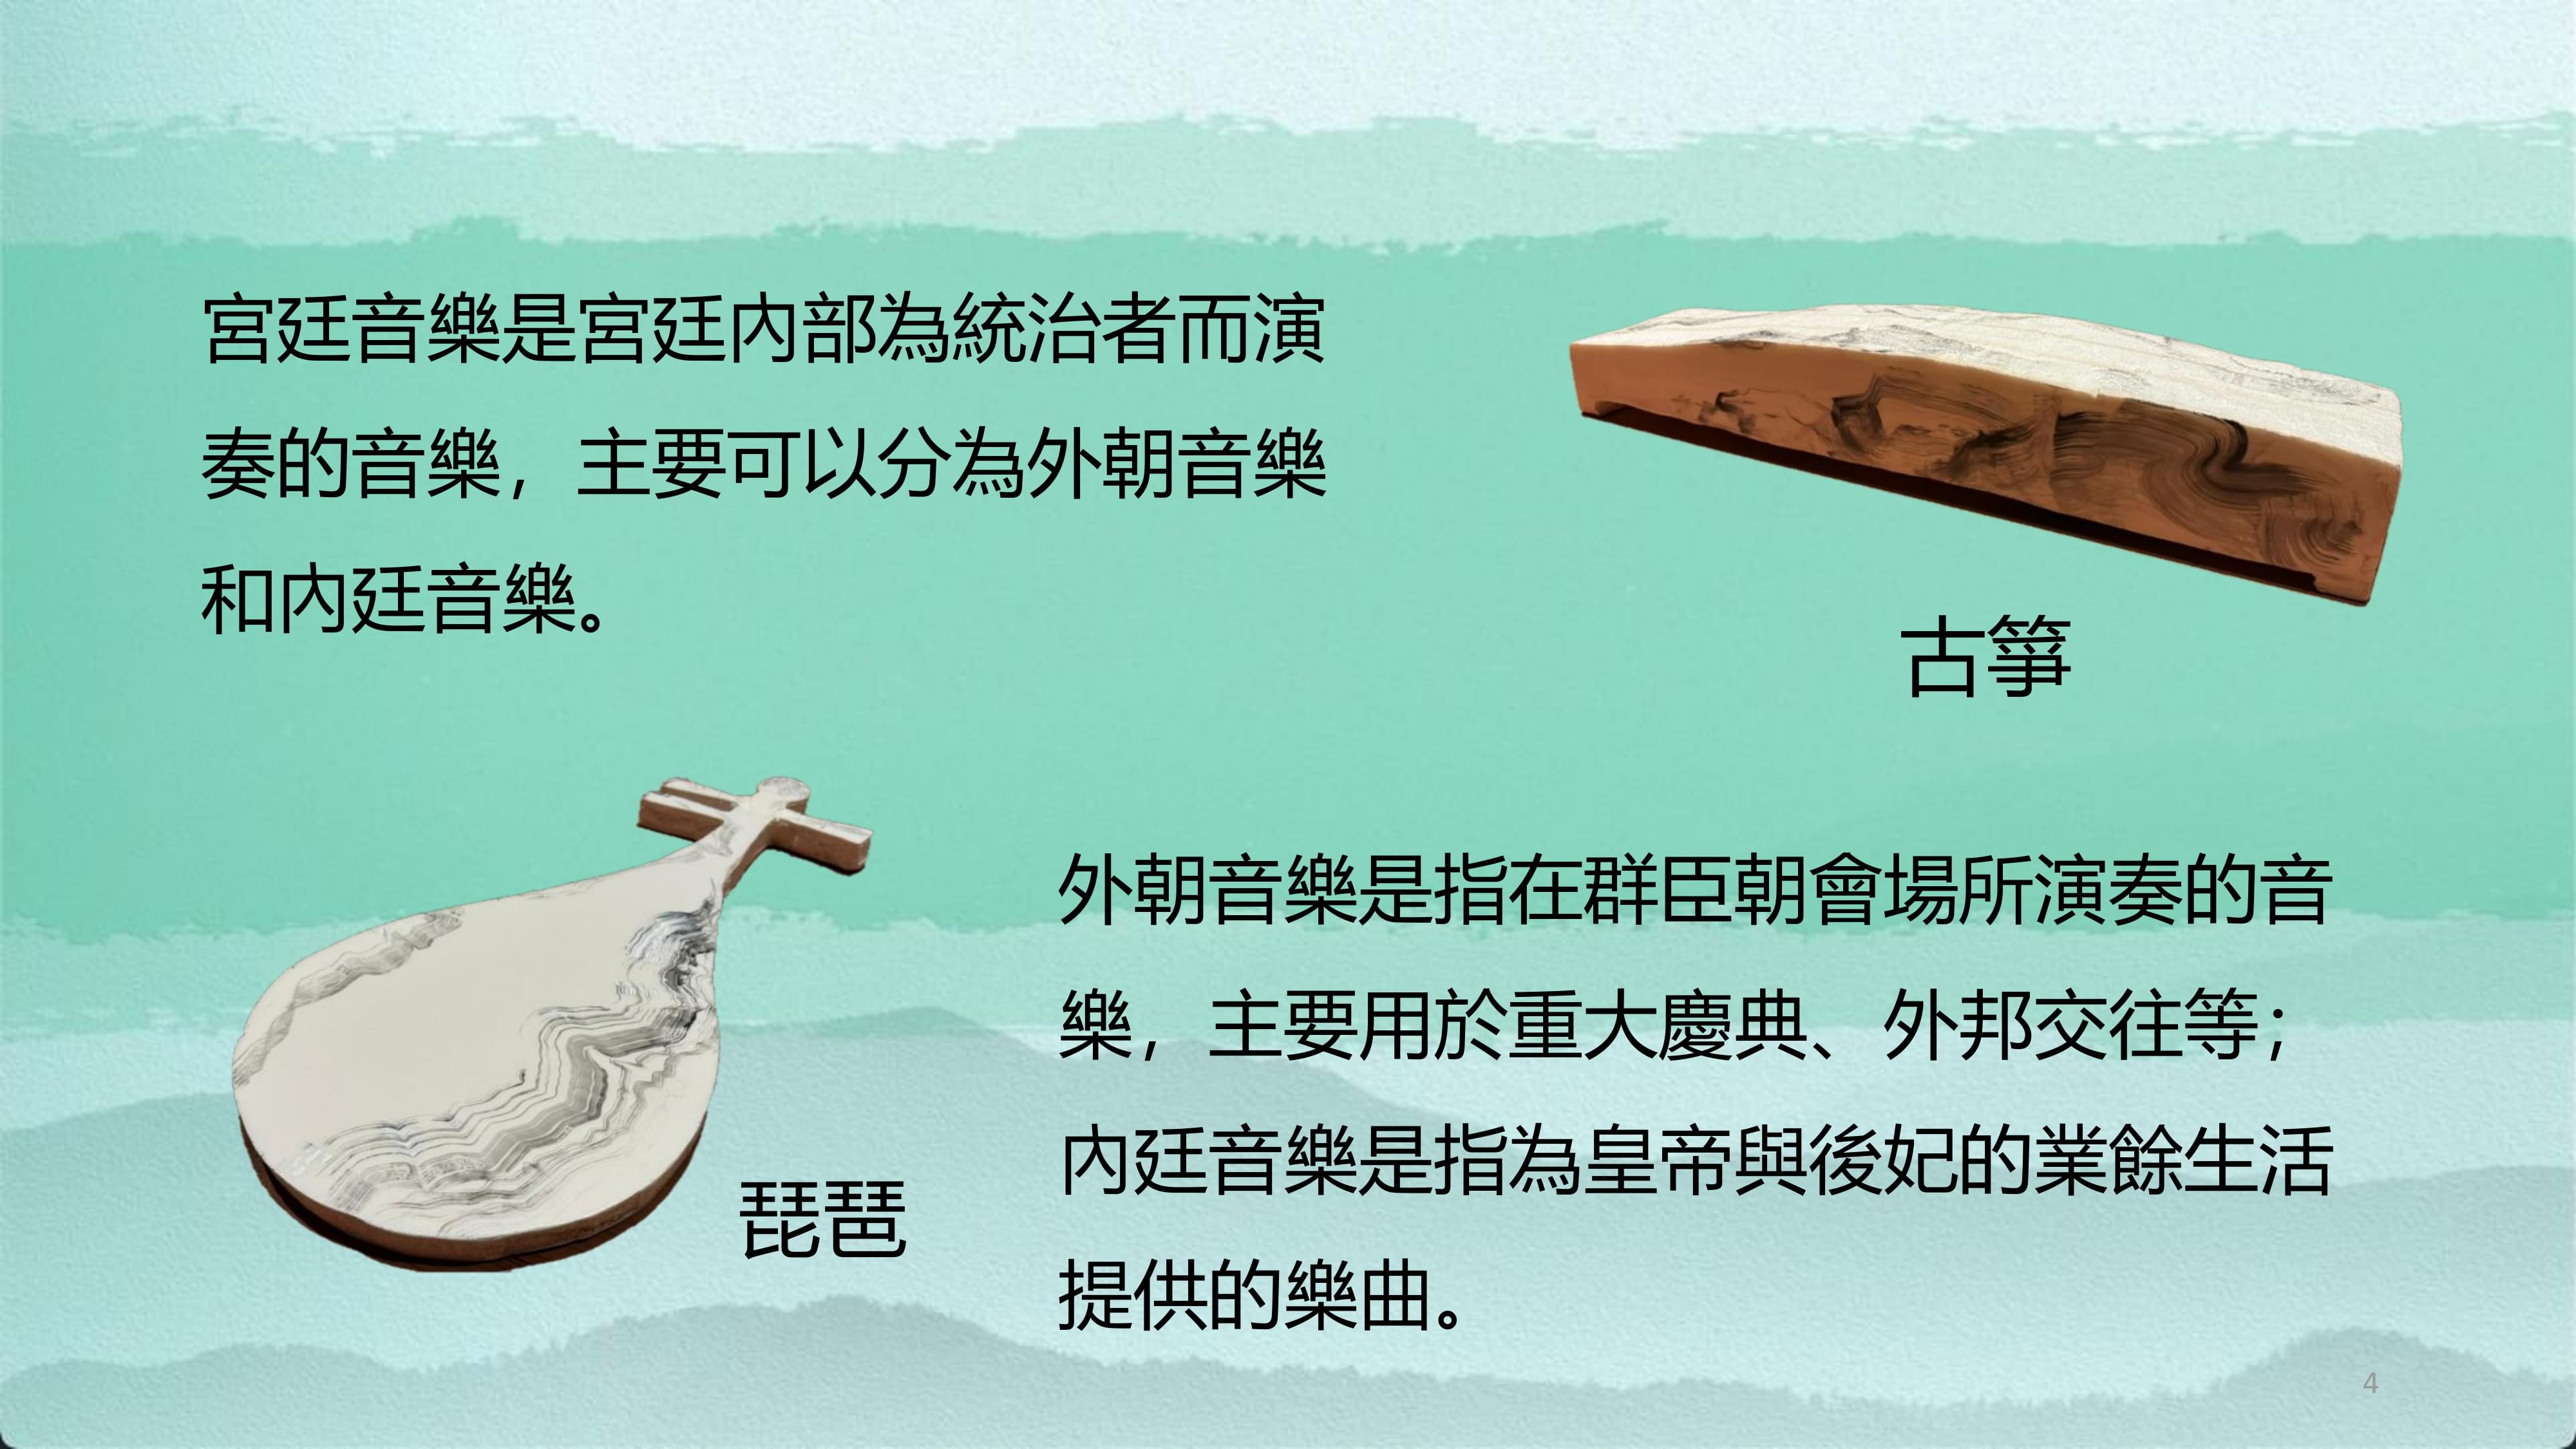 宮廷音樂是宮廷內部為統治者而演
奏的音樂，主要可以分為外朝音樂
和內廷音樂。
古箏
琵琶
外朝音樂是指在群臣朝會場所演奏的音
樂，主要用於重大慶典、外邦交往等；
內廷音樂是指為皇帝與後妃的業餘生活
提供的樂曲。
4